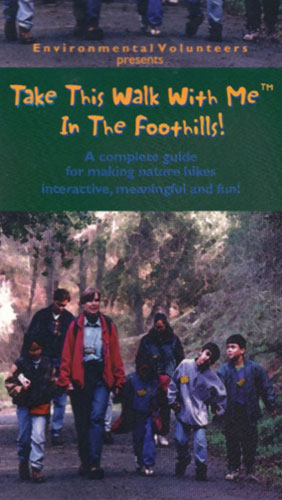 Environmental Volunteers
presents
Take This Walk With Me™
In The Foothills!
A complete guide
for making nature hikes
interactive, meaningful and fun!